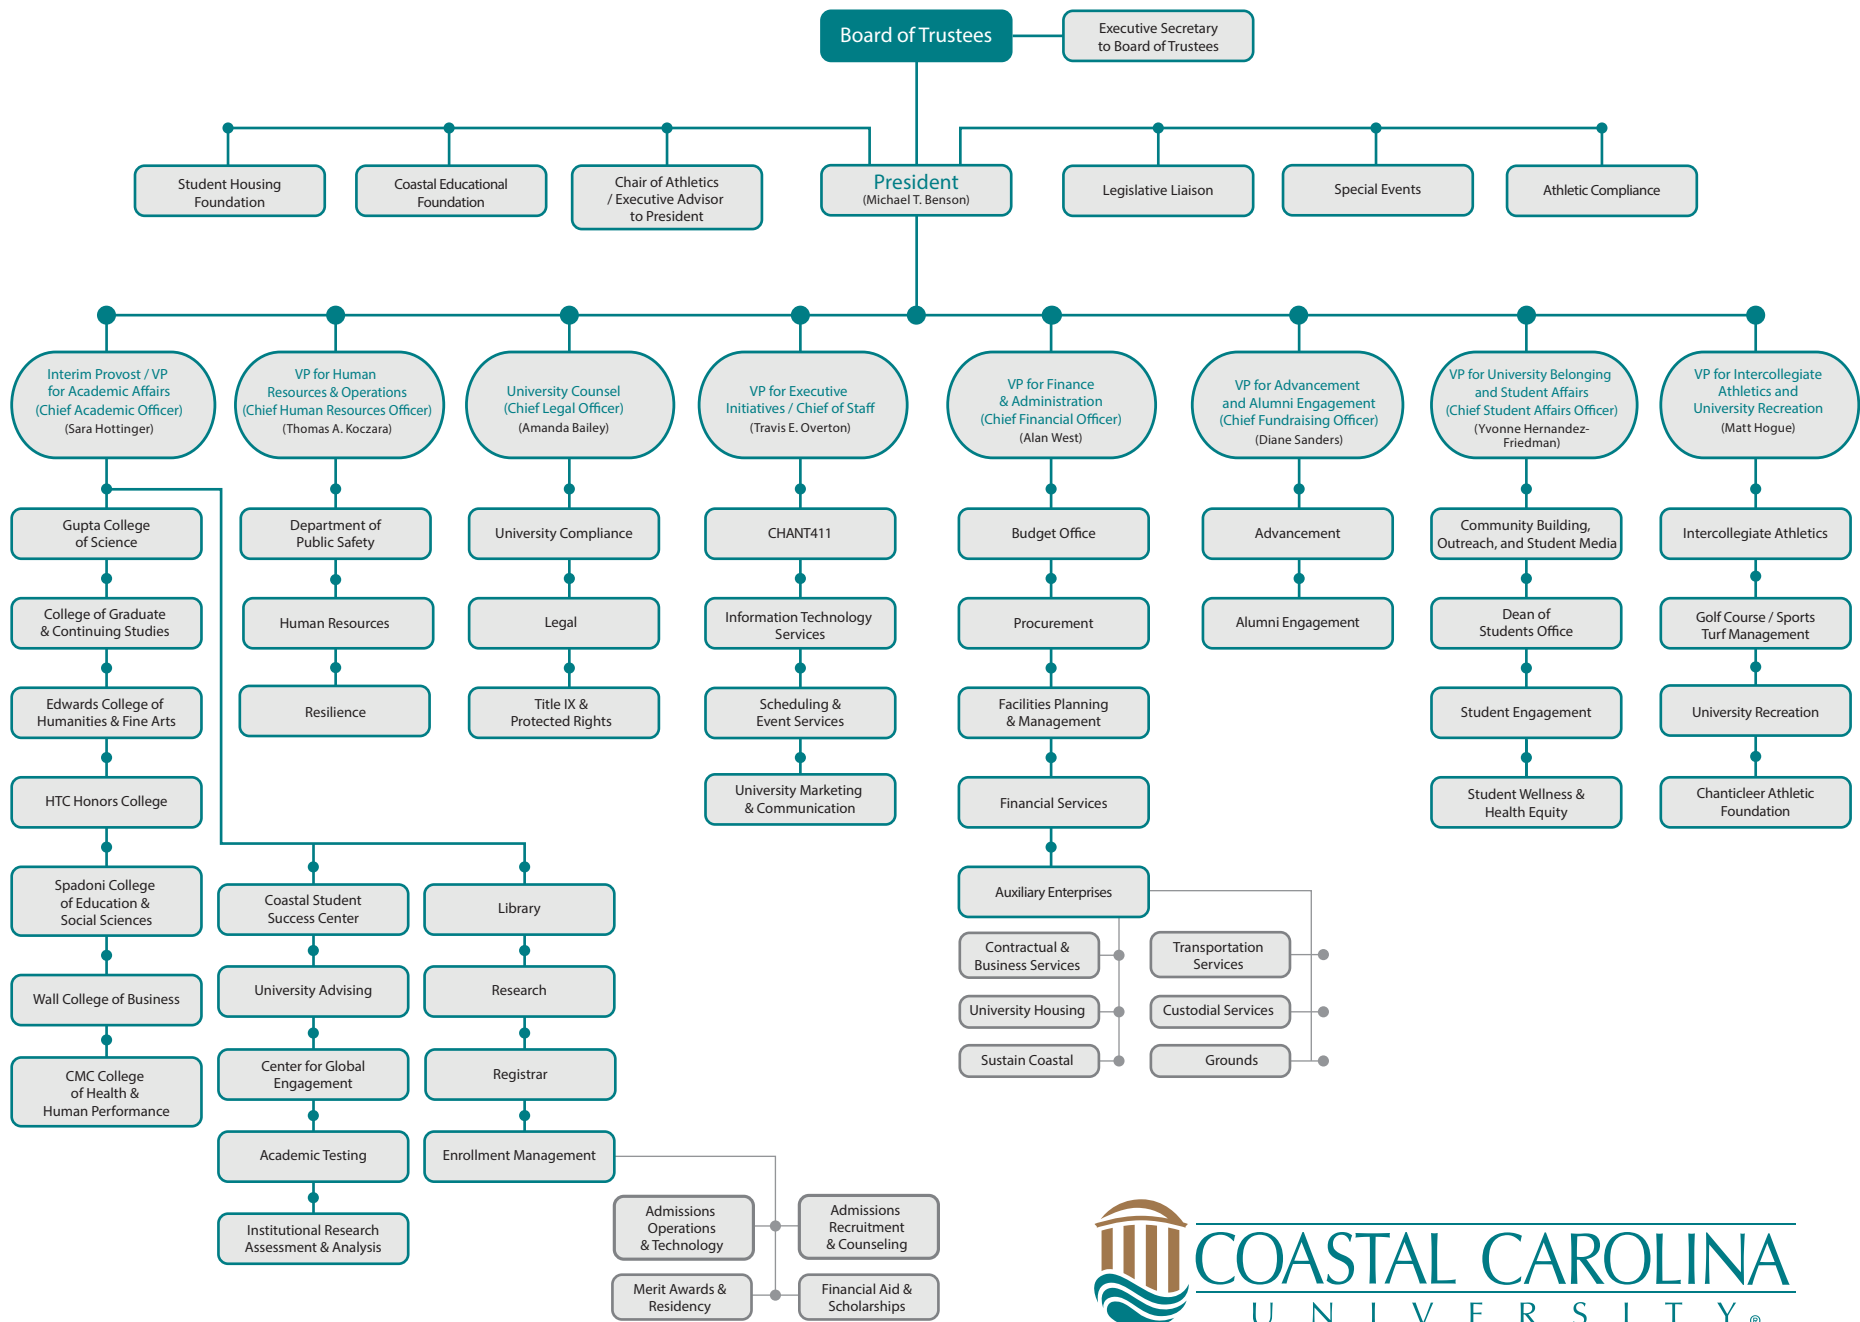 Board of Trustees
Executive Secretary
to Board of Trustees
Student Housing
Foundation
Coastal Educational
Foundation
Chair of Athletics
/ Executive Advisor
to President
President
(Michael T. Benson)
Legislative Liaison
Special Events
Athletic Compliance
Interim Provost / VP
for Academic Affairs
(Chief Academic Officer)
(Sara Hottinger)
VP for Human
Resources & Operations
(Chief Human Resources Officer)
(Thomas A. Koczara)
University Counsel
(Chief Legal Officer)
(Amanda Bailey)
VP for Executive
Initiatives / Chief of Staff
(Travis E. Overton)
VP for Finance
& Administration
(Chief Financial Officer)
(Alan West)
VP for Advancement
and Alumni Engagement
(Chief Fundraising Officer)
(Diane Sanders)
VP for University Belonging
and Student Affairs
(Chief Student Affairs Officer)
(Yvonne Hernandez-
Friedman)
VP for Intercollegiate
Athletics and
University Recreation
(Matt Hogue)
Gupta College
of Science
College of Graduate
& Continuing Studies
Edwards College of
Humanities & Fine Arts
HTC Honors College
Spadoni College
of Education &
Social Sciences
Wall College of Business
CMC College
of Health &
Human Performance
Coastal Student
Success Center
University Advising
Center for Global
Engagement
Academic Testing
Institutional Research
Assessment & Analysis
Library
Research
Registrar
Enrollment Management
Admissions
Operations
& Technology
Admissions
Recruitment
& Counseling
Merit Awards &
Residency
Financial Aid &
Scholarships
Department of
Public Safety
Human Resources
Resilience
University Compliance
Legal
Title IX &
Protected Rights
CHANT411
Information Technology
Services
Scheduling &
Event Services
University Marketing
& Communication
Budget Office
Procurement
Facilities Planning
& Management
Financial Services
Auxiliary Enterprises
Contractual &
Business Services
University Housing
Sustain Coastal
Transportation
Services
Custodial Services
Grounds
Advancement
Alumni Engagement
Community Building,
Outreach, and Student Media
Dean of
Students Office
Student Engagement
Student Wellness &
Health Equity
Intercollegiate Athletics
Golf Course / Sports
Turf Management
University Recreation
Chanticleer Athletic
Foundation
COASTAL CAROLINA
UNIVERSITY®